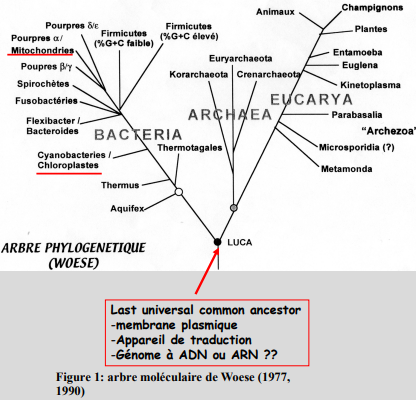 Champignons
Animaux
Plantes
Pourpres δ/ε
Firmicutes
(%G+C faible)
Firmicutes
(%G+C élevé)
Pourpres α/
Mitochondries
Pourpres β/γ
Spirochètes
Fusobactéries
Flexibacter /
Bacteroides
Euryarchaeota
Korarchaeota
Crenarchaeota
Entamoeba
Euglena
Kinetoplasma
BACTERIA
ARCHAEA
EUCARYA
Parabasalia
"Archezoa"
Microsporidia (?)
Metamonda
Cyanobacteries /
Chloroplastes
Thermotagales
Thermus
Aquifex
LUCA
ARBRE PHYLOGENETIQUE
(WOESE)
Last universal common ancestor
-membrane plasmique
-Appareil de traduction
-Génome à ADN ou ARN ??
Figure 1: arbre moléculaire de Woese (1977,
1990)